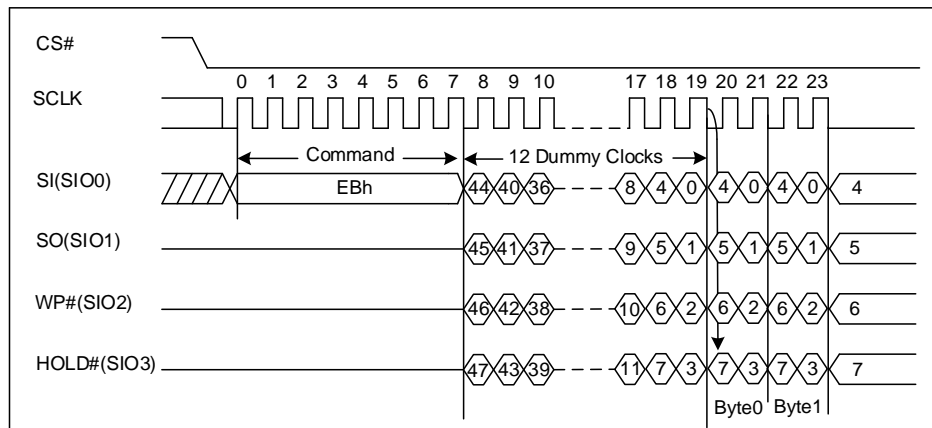 CS#
0 1 2 3 4 5 6 7 8 9 10 17 18 19 20 21 22 23
SCLK
Command 12 Dummy Clocks
SI(SIO0) EBh 44 40 36 8 4 0 4 0 4 0 4
SO(SIO1) 45 41 37 9 5 1 5 1 5 1 5
WP#(SIO2) 46 42 38 10 6 2 6 2 6 2 6
HOLD#(SIO3) 47 43 39 11 7 3 7 3 7 3 7
Byte0 Byte1